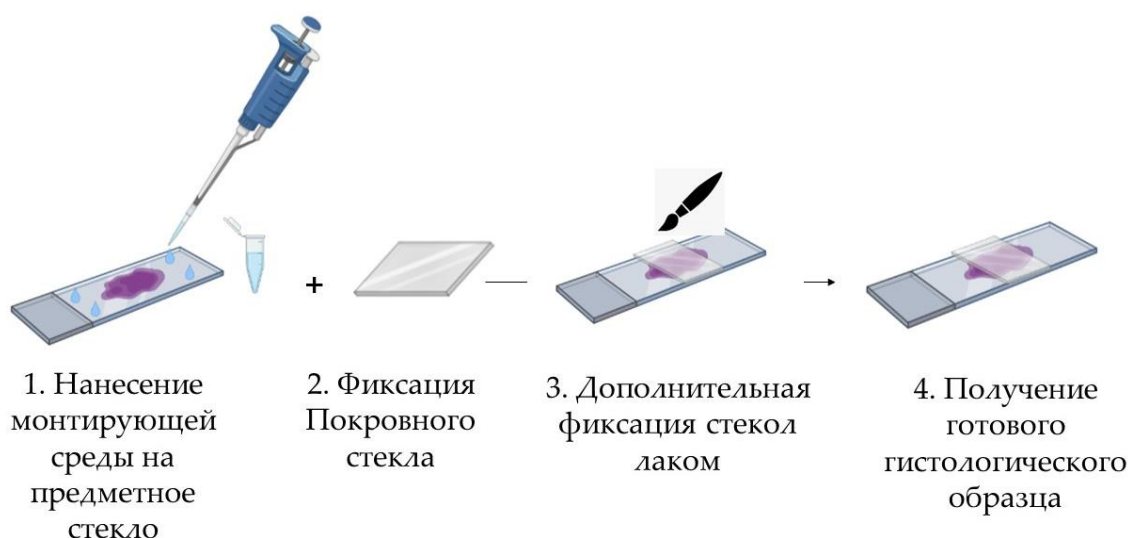 +
1. Нанесение
монтирующей
среды на
предметное
стекло
2. Фиксация
Покровного
стекла
3. Дополнительная
фиксация стекол
лаком
4. Получение
готового
гистологического
образца